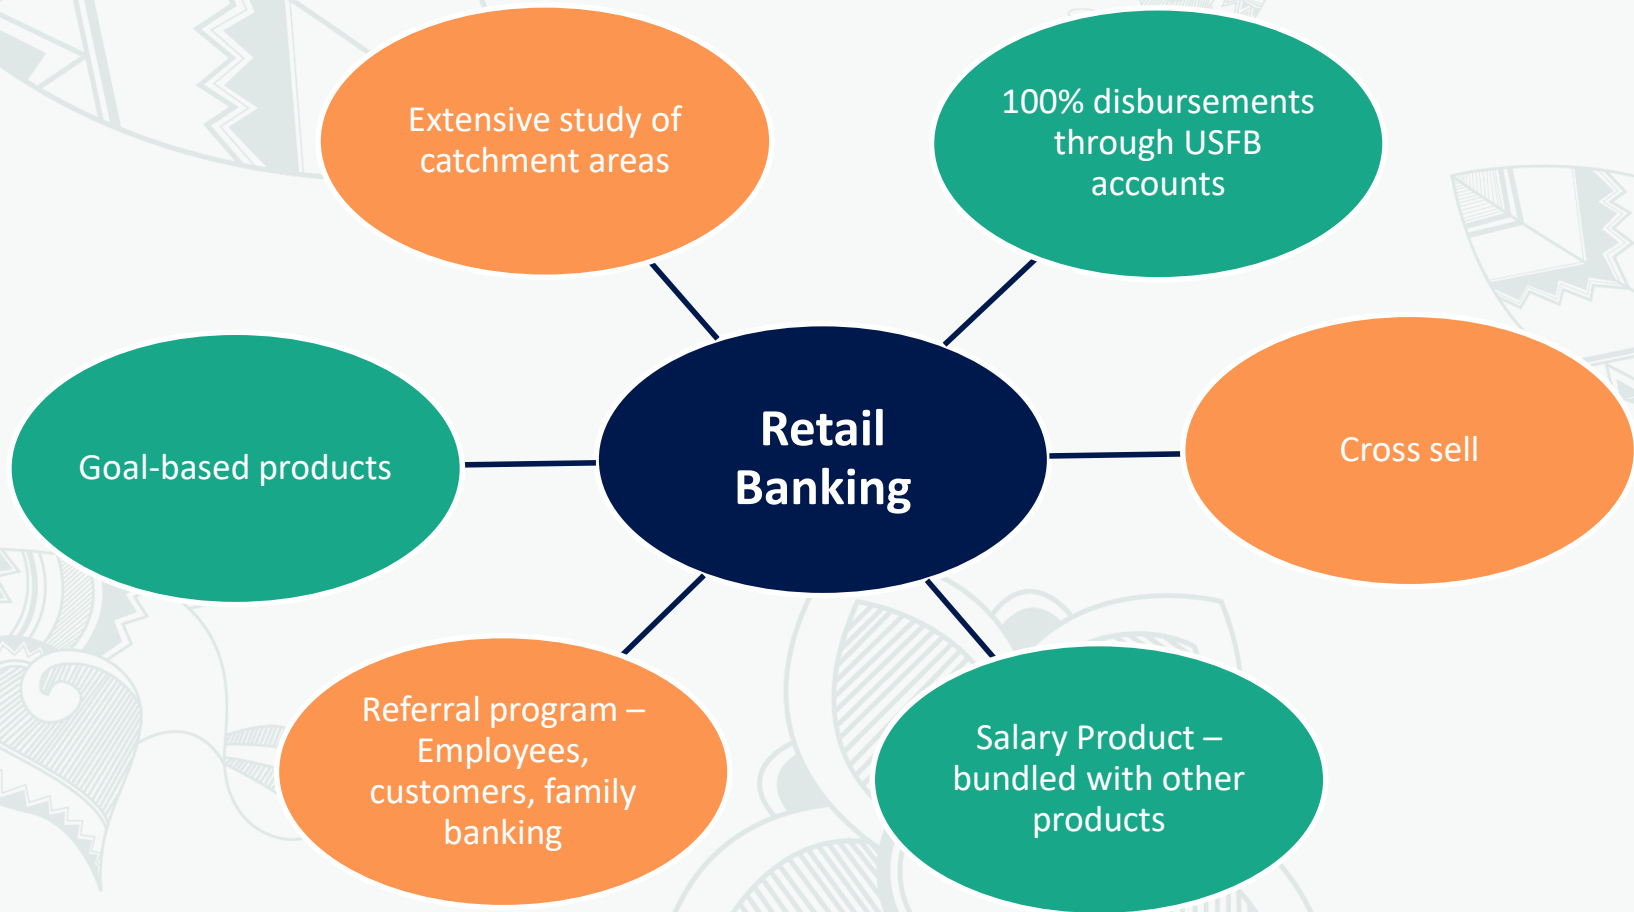 Extensive study of
catchment areas
100% disbursements
through USFB
accounts
Goal-based products
Retail
Banking
Cross sell
Referral program –
Employees,
customers, family
banking
Salary Product –
bundled with other
products